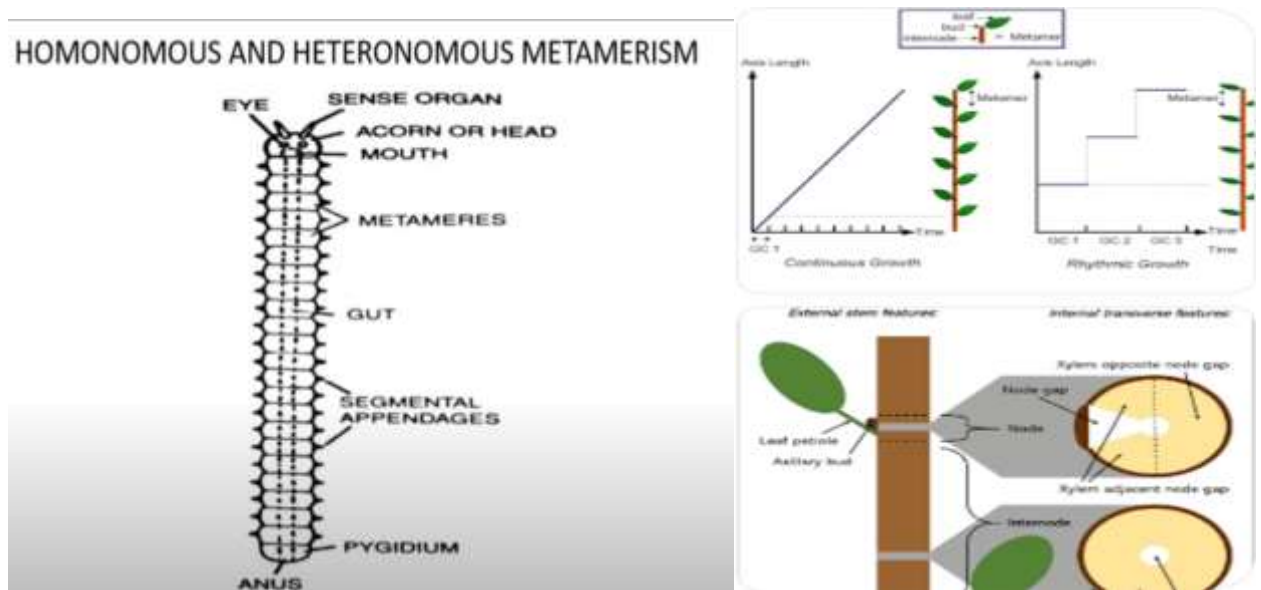 HOMONOMOUS AND HETERONOMOUS METAMERISM
EYE
SENSE ORGAN
ACORN OR HEAD
MOUTH
METAMERES
GUT
SEGMENTAL
APPENDAGES
PYGIDIUM
ANUS
leaf
bud
internode
= Metamer
Axis Length
Metamer
Time
GC 1
Continuous Growth
Axis Length
Metamer
Time
GC 1 GC 2 GC 3
Time
Rhythmic Growth
External stem features:
Internal transverse features:
Xylem opposite node gap
Node gap
Node
Leaf petiole
Axillary bud
Xylem adjacent node gap
Internode